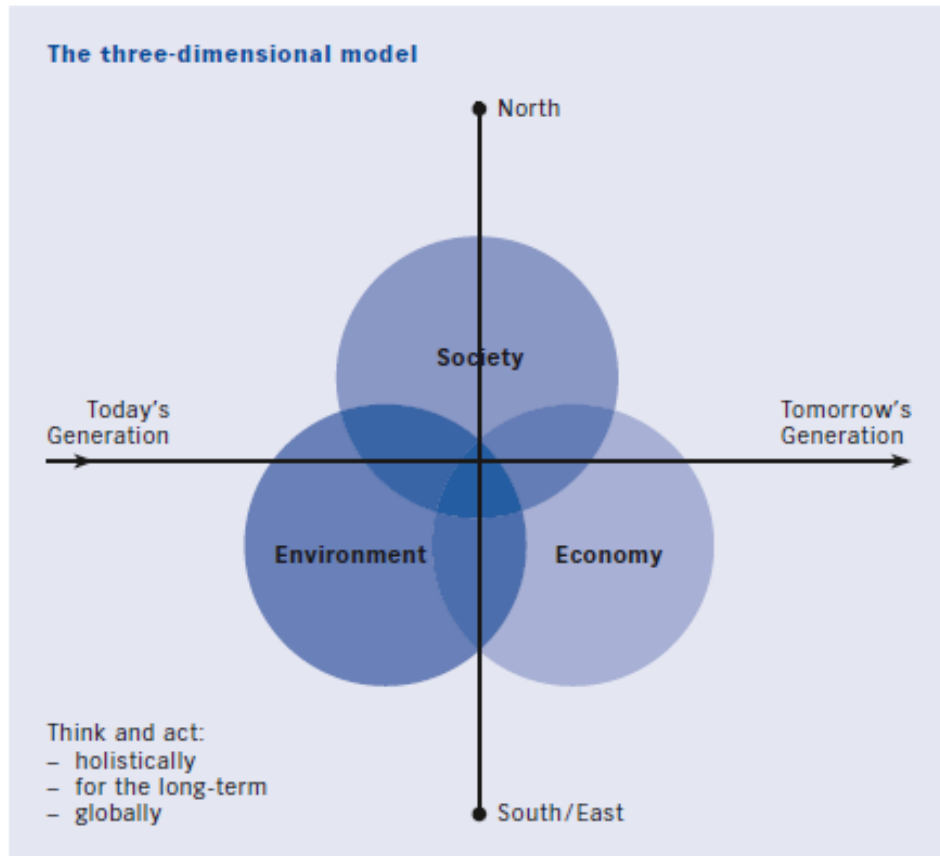 The three-dimensional model
North
Society
Today's
Generation
Tomorrow's
Generation
Environment
Economy
Think and act:
– holistically
– for the long-term
– globally
South/East